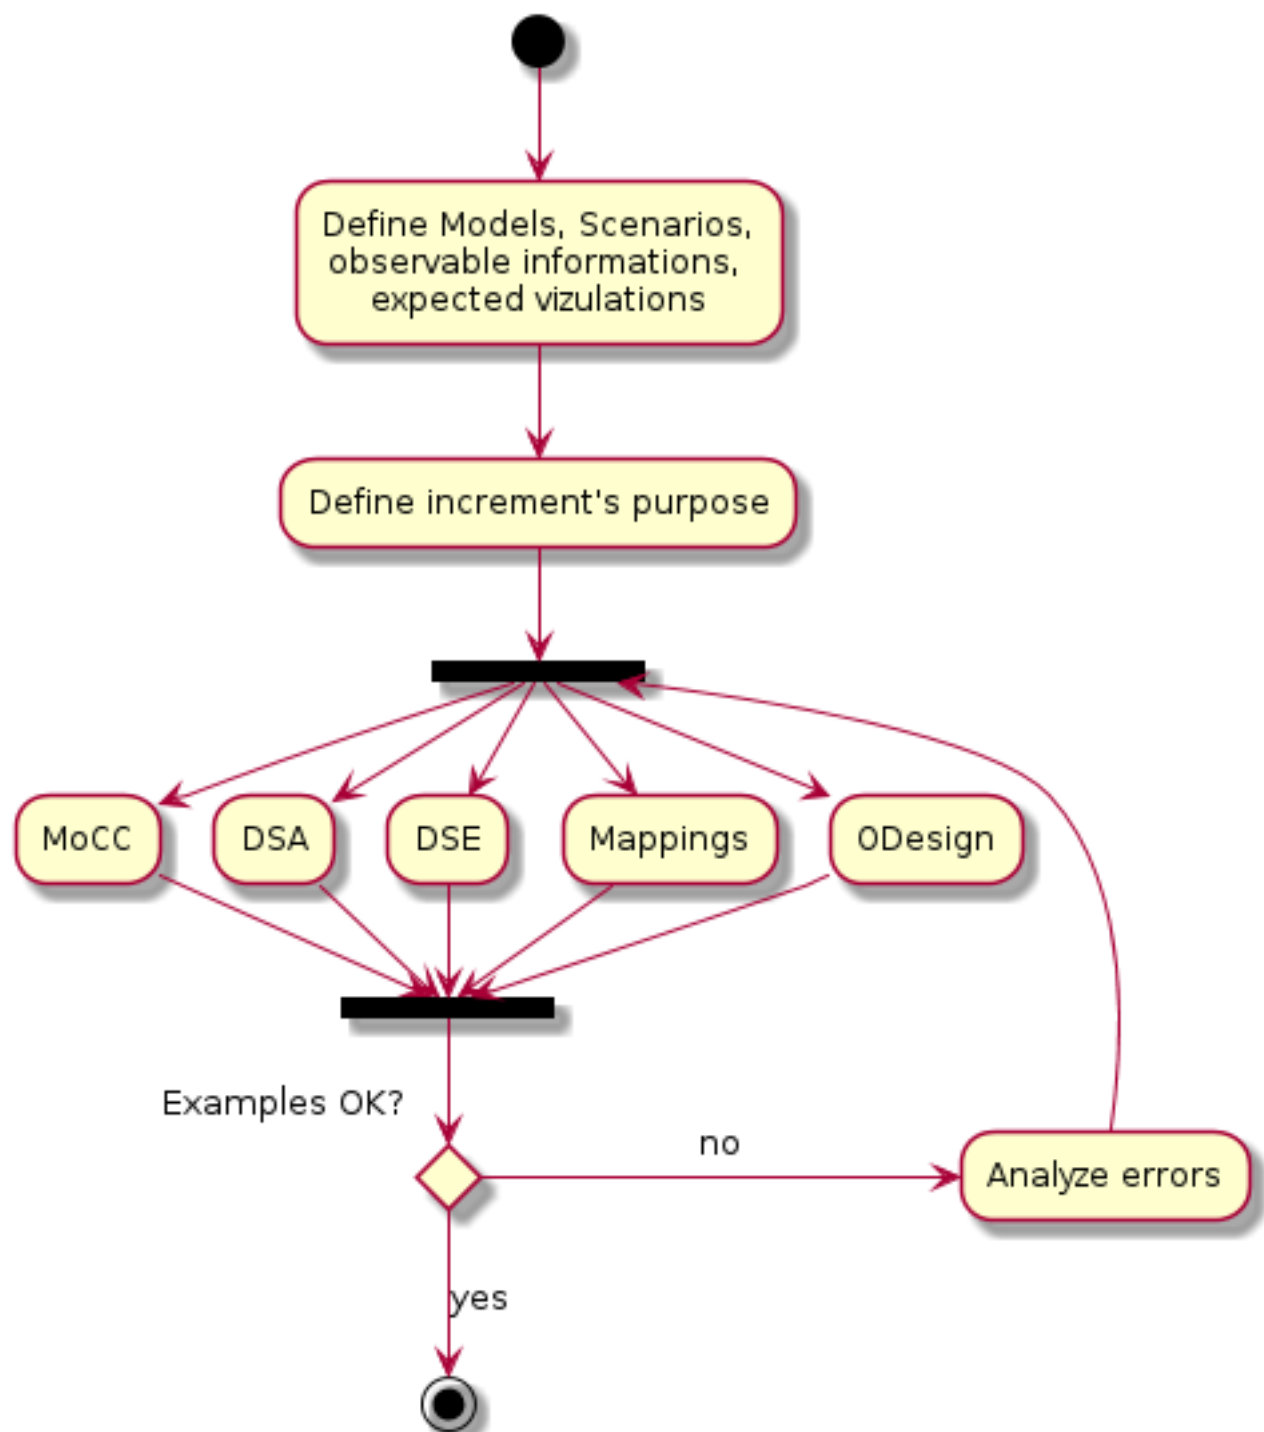 Define Models, Scenarios,
observable informations,
expected vizulations
Define increment's purpose
MoCC
DSA
DSE
Mappings
ODesign
Examples OK?
no
Analyze errors
yes